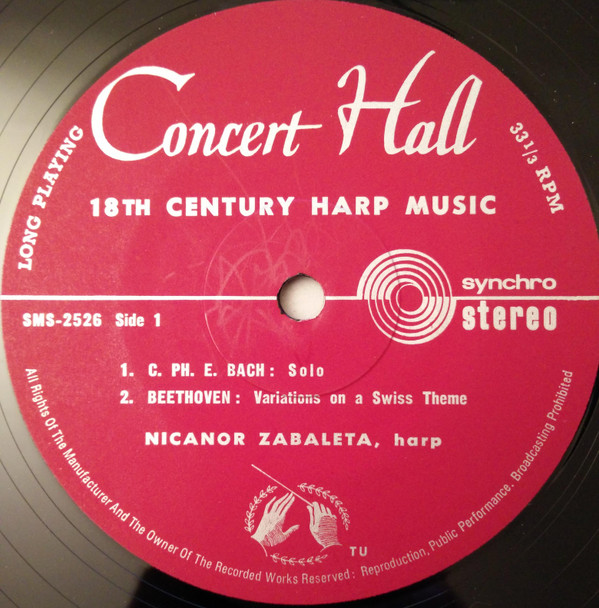 Concert Hall
LONG PLAYING
33 1/3 RPM
18TH CENTURY HARP MUSIC
synchro
stereo
SMS-2526 Side 1
1. C. PH. E. BACH: Solo
2. BEETHOVEN: Variations on a Swiss Theme
NICANOR ZABALETA, harp
TU
All Rights Of The Manufacturer And The Owner Of The Recorded Works Reserved: Reproduction, Public Performance, Broadcasting Prohibited